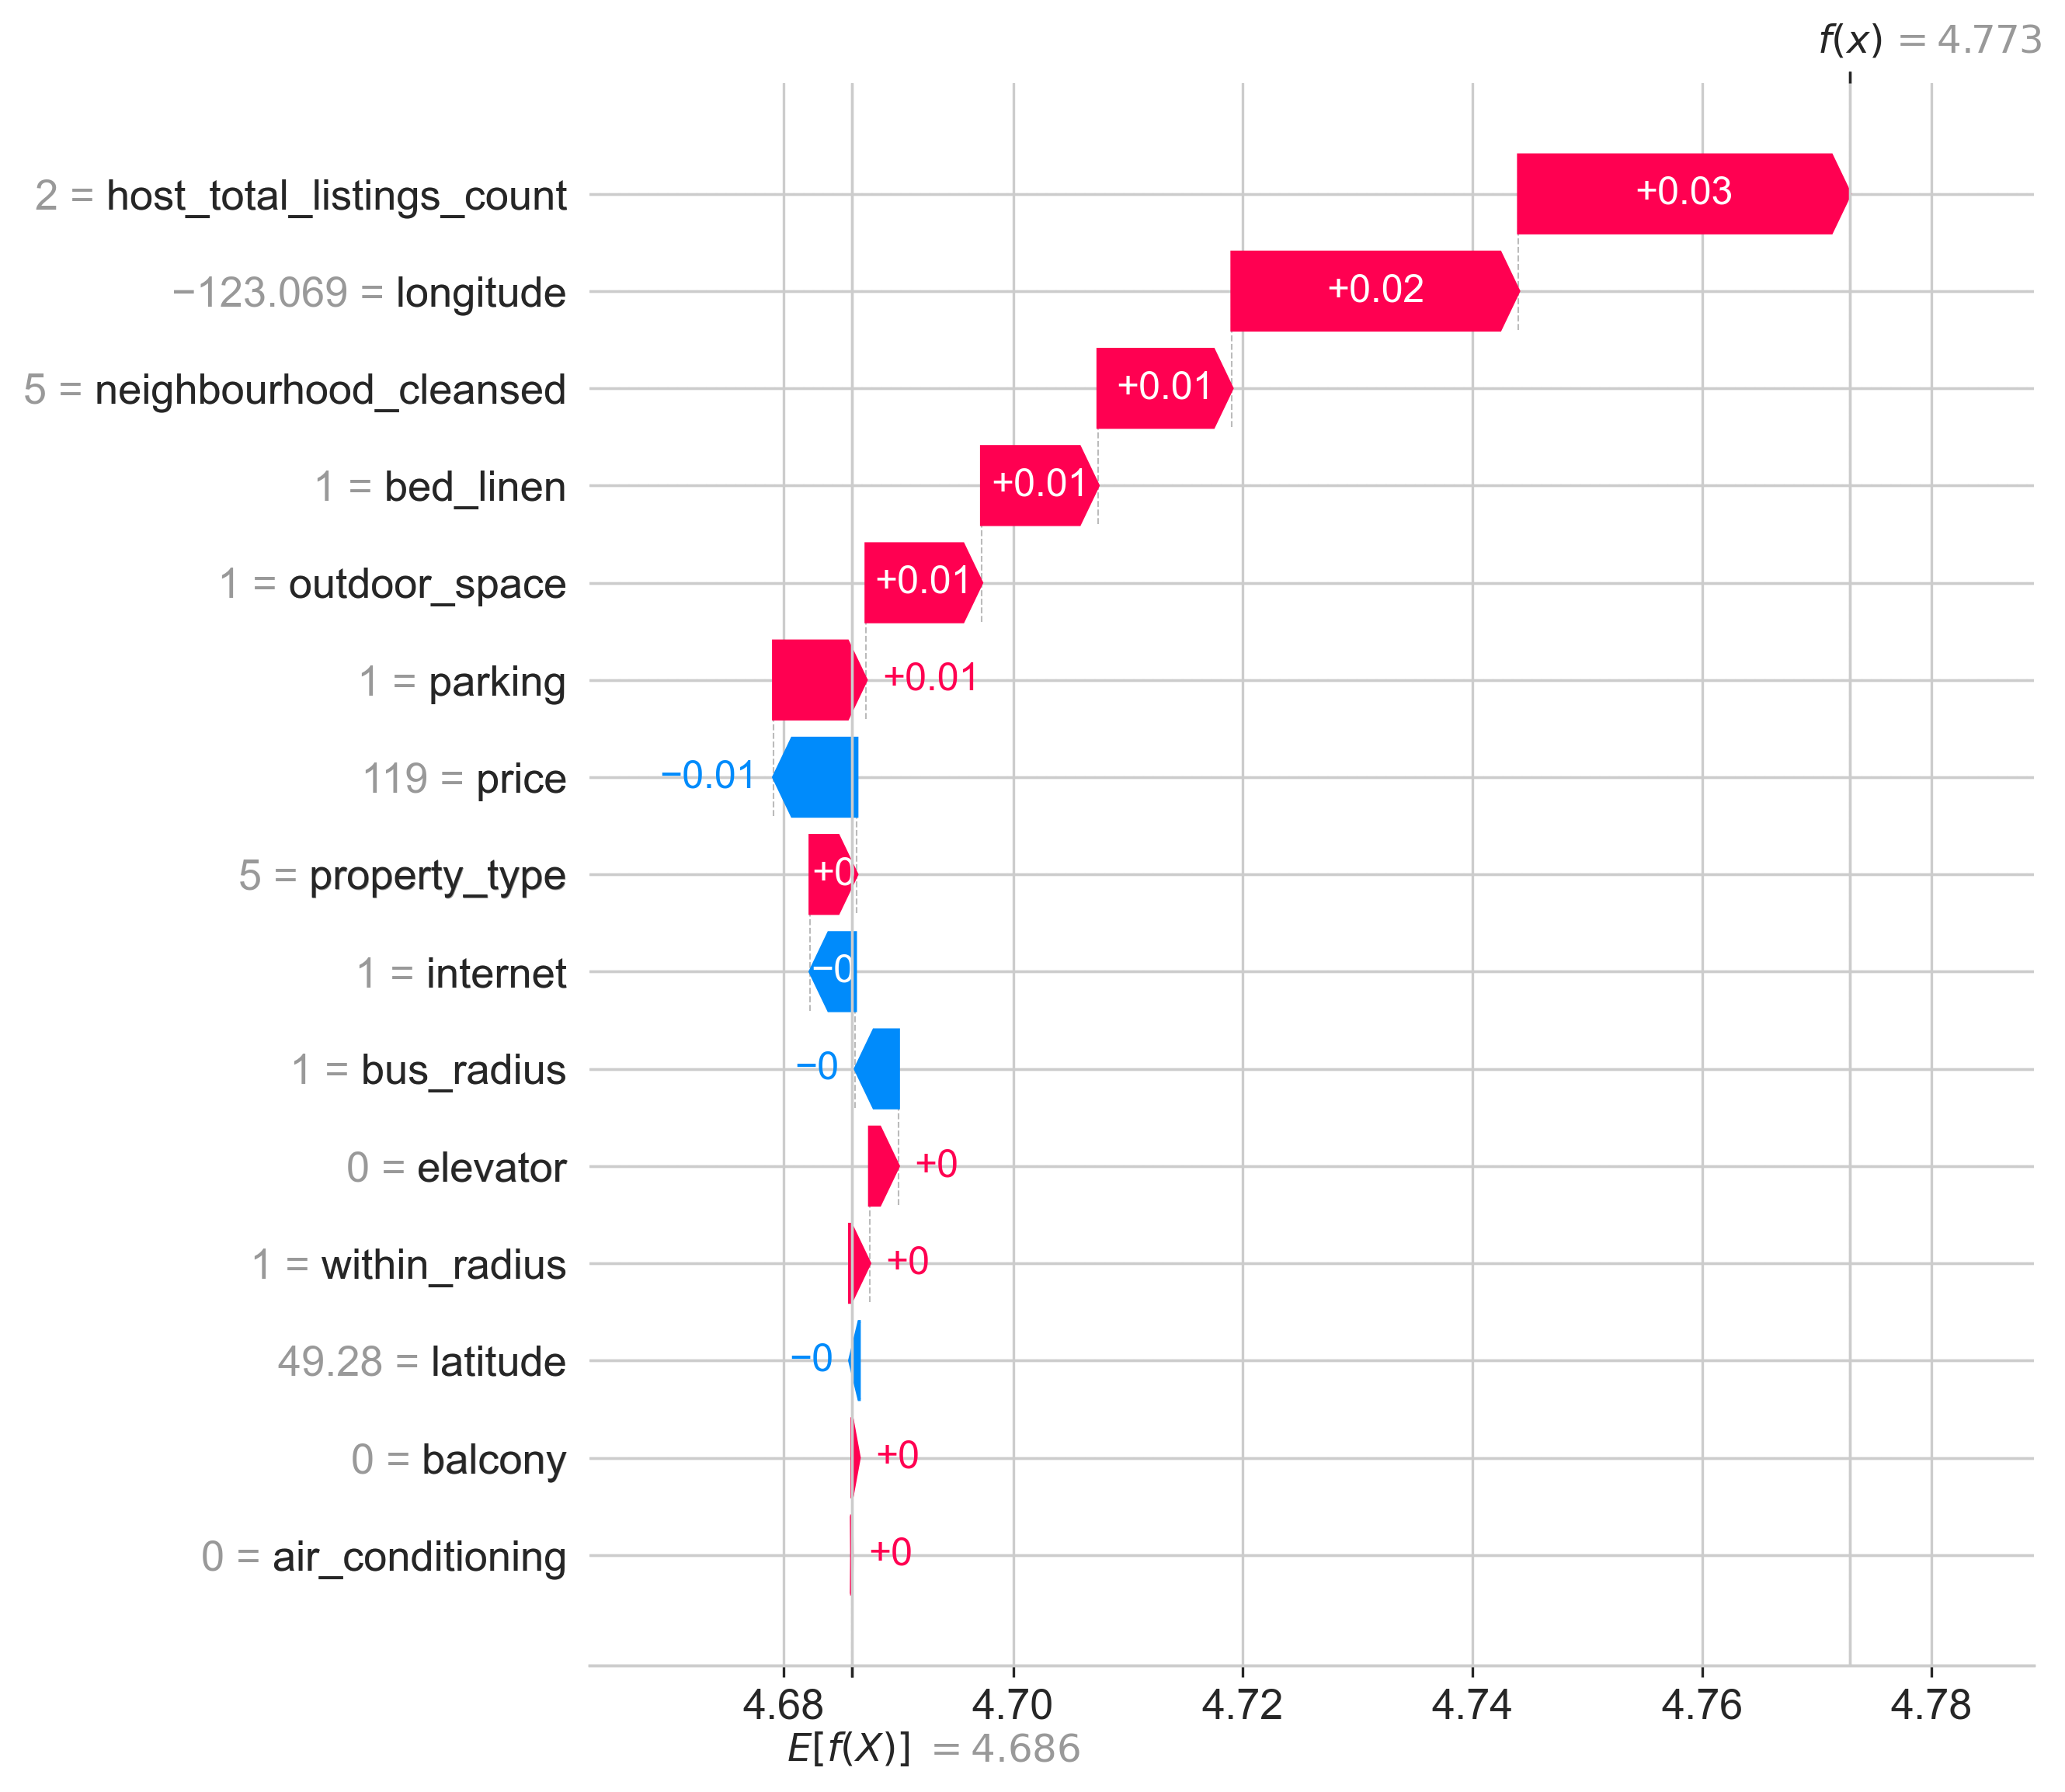 f(x) = 4.773
2 = host_total_listings_count +0.03
−123.069 = longitude +0.02
5 = neighbourhood_cleansed +0.01
1 = bed_linen +0.01
1 = outdoor_space +0.01
1 = parking +0.01
119 = price −0.01
5 = property_type +0
1 = internet −0
1 = bus_radius −0
0 = elevator +0
1 = within_radius +0
49.28 = latitude −0
0 = balcony +0
0 = air_conditioning +0
4.68 4.70 4.72 4.74 4.76 4.78
E[f(X)] = 4.686